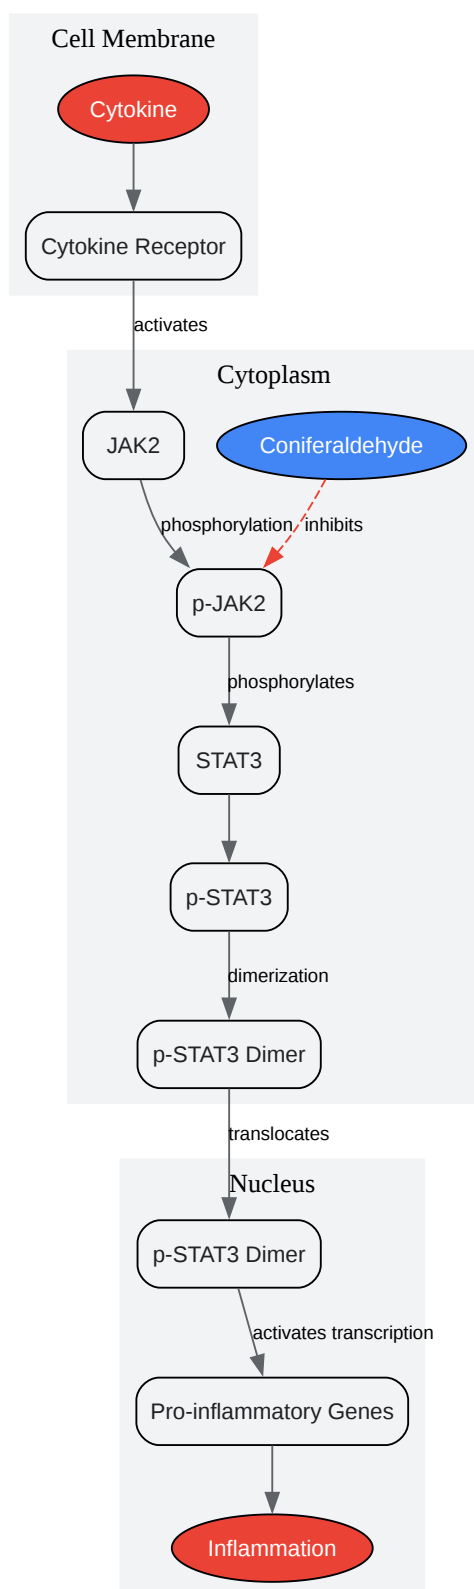 Cell Membrane
Cytokine
Cytokine Receptor
activates
Cytoplasm
JAK2
Coniferaldehyde
phosphorylation
inhibits
p-JAK2
phosphorylates
STAT3
p-STAT3
dimerization
p-STAT3 Dimer
translocates
Nucleus
p-STAT3 Dimer
activates transcription
Pro-inflammatory Genes
Inflammation